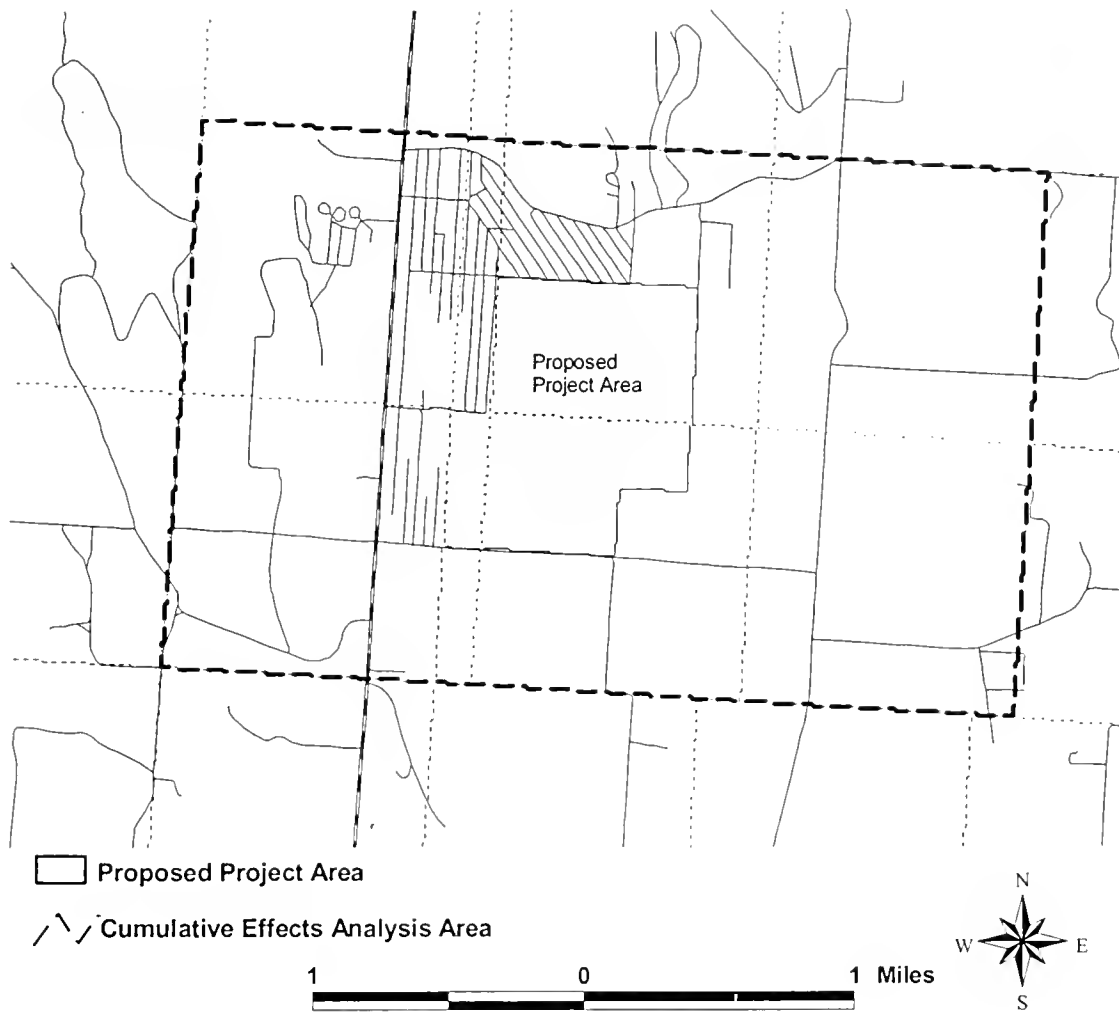 Proposed
Project Area
Proposed Project Area
Cumulative Effects Analysis Area
N
W E
S
1 0 1 Miles